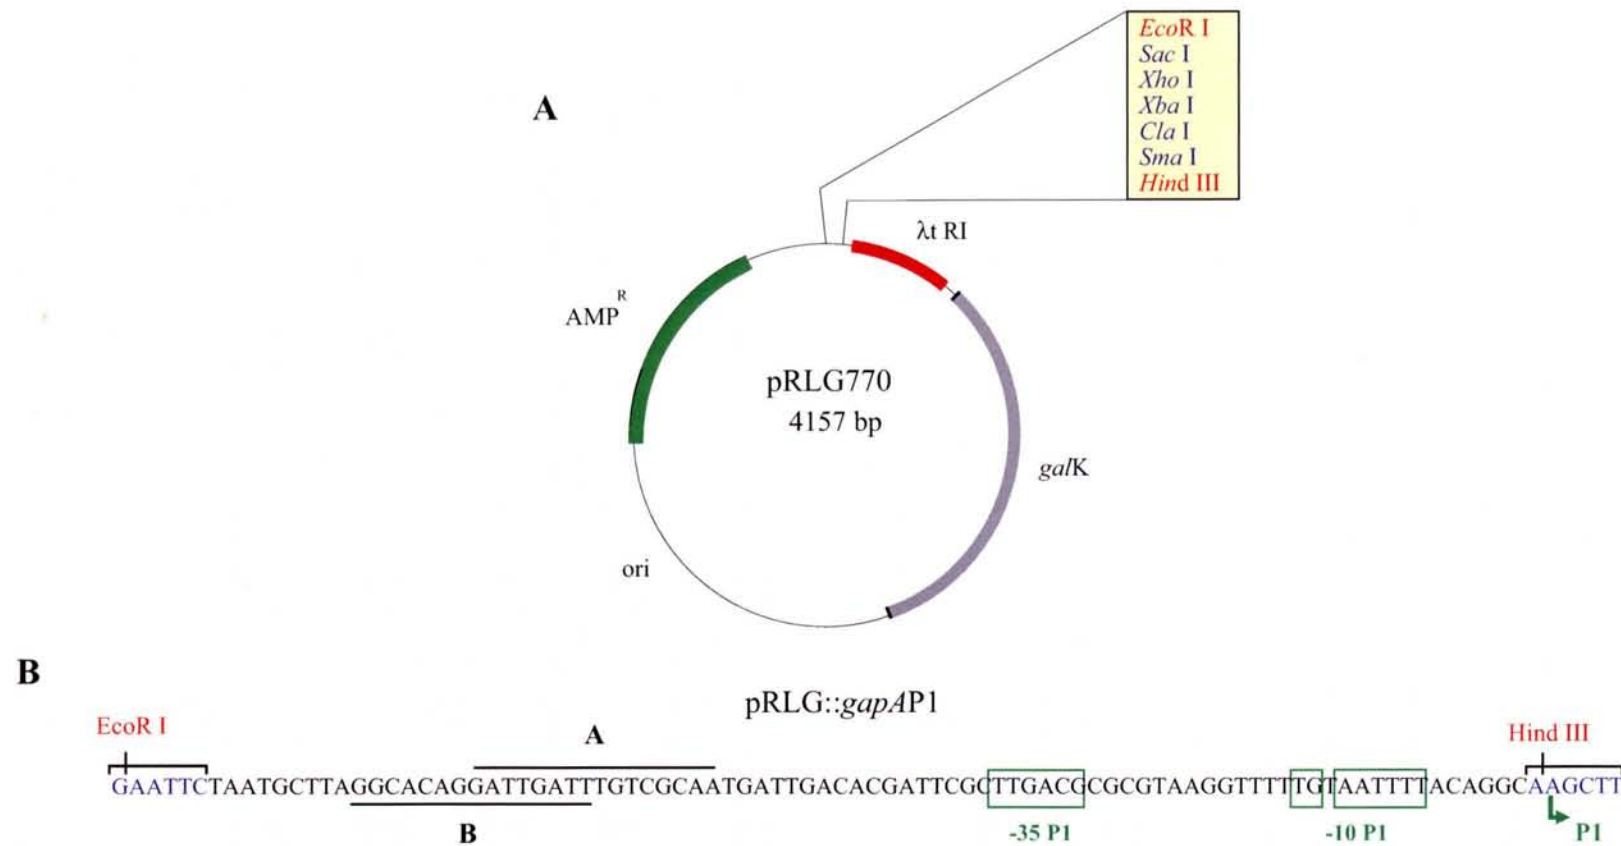 A
EcoR I
Sac I
Xho I
Xba I
Cla I
Sma I
Hind III
λt RI
AMP^R
pRLG770
4157 bp
galK
ori
B
pRLG::gapAP1
EcoR I
A
Hind III
GAATTCTAATGCTTAGGCACAGGATTGATTTGTCGCAATGATTGACACGATTCGCTTGACGCGCGTAAGGTTTTTGTAATTTTACAGGCAAGCTT
B
-35 P1
-10 P1
P1